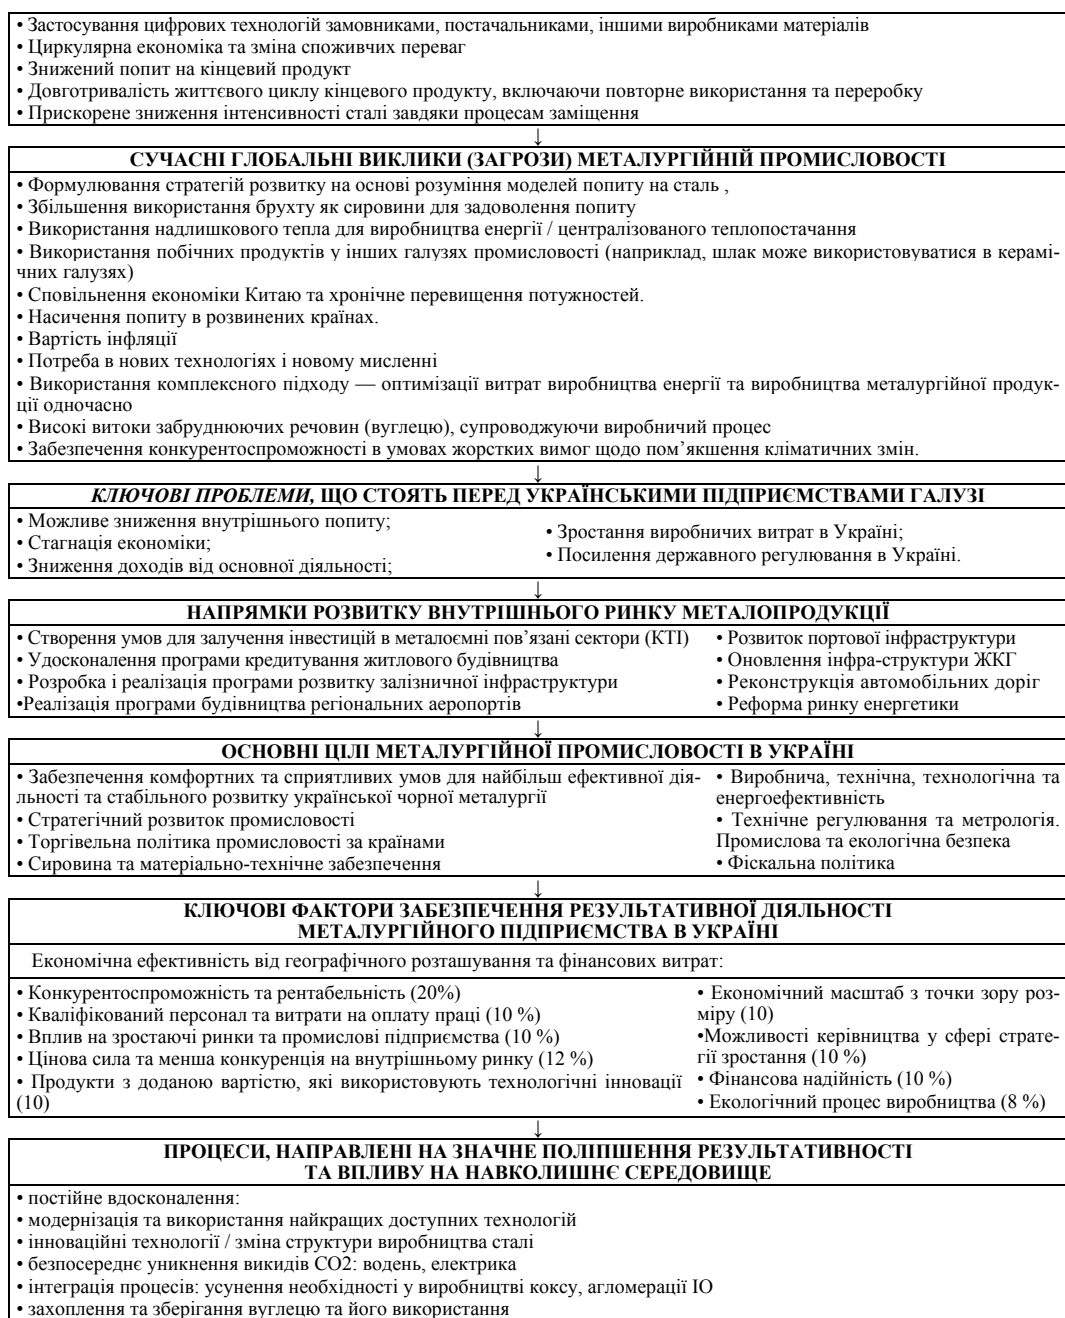 • Застосування цифрових технологій замовниками, постачальниками, іншими виробниками матеріалів
• Циркулярна економіка та зміна споживчих переваг
• Знижений попит на кінцевий продукт
• Довготривалість життєвого циклу кінцевого продукту, включаючи повторне використання та переробку
• Прискорене зниження інтенсивності сталі завдяки процесам заміщення
↓
СУЧАСНІ ГЛОБАЛЬНІ ВИКЛИКИ (ЗАГРОЗИ) МЕТАЛУРГІЙНІЙ ПРОМИСЛОВОСТІ
• Формулювання стратегій розвитку на основі розуміння моделей попиту на сталь ,
• Збільшення використання брухту як сировини для задоволення попиту
• Використання надлишкового тепла для виробництва енергії / централізованого теплопостачання
• Використання побічних продуктів у інших галузях промисловості (наприклад, шлак може використовуватися в керамі-
чних галузях)
• Сповільнення економіки Китаю та хронічне перевищення потужностей.
• Насичення попиту в розвинених країнах.
• Вартість інфляції
• Потреба в нових технологіях і новому мисленні
• Використання комплексного підходу — оптимізації витрат виробництва енергії та виробництва металургійної продук-
ції одночасно
• Високі витоки забруднюючих речовин (вуглецю), супроводжуючи виробничий процес
• Забезпечення конкурентоспроможності в умовах жорстких вимог щодо пом’якшення кліматичних змін.
↓
КЛЮЧОВІ ПРОБЛЕМИ, ЩО СТОЯТЬ ПЕРЕД УКРАЇНСЬКИМИ ПІДПРИЄМСТВАМИ ГАЛУЗІ
• Можливе зниження внутрішнього попиту;
• Стагнація економіки;
• Зниження доходів від основної діяльності;
• Зростання виробничих витрат в Україні;
• Посилення державного регулювання в Україні.
↓
НАПРЯМКИ РОЗВИТКУ ВНУТРІШНЬОГО РИНКУ МЕТАЛОПРОДУКЦІЇ
• Створення умов для залучення інвестицій в металоємні пов’язані сектори (КТІ)
• Удосконалення програми кредитування житлового будівництва
• Розробка і реалізація програми розвитку залізничної інфраструктури
•Реалізація програми будівництва регіональних аеропортів
• Розвиток портової інфраструктури
• Оновлення інфра-структури ЖКГ
• Реконструкція автомобільних доріг
• Реформа ринку енергетики
↓
ОСНОВНІ ЦІЛІ МЕТАЛУРГІЙНОЇ ПРОМИСЛОВОСТІ В УКРАЇНІ
• Забезпечення комфортних та сприятливих умов для найбільш ефективної дія-
льності та стабільного розвитку української чорної металургії
• Стратегічний розвиток промисловості
• Торгівельна політика промисловості за країнами
• Сировина та матеріально-технічне забезпечення
• Виробнича, технічна, технологічна та
енергоефективність
• Технічне регулювання та метрологія.
Промислова та екологічна безпека
• Фіскальна політика
↓
КЛЮЧОВІ ФАКТОРИ ЗАБЕЗПЕЧЕННЯ РЕЗУЛЬТАТИВНОЇ ДІЯЛЬНОСТІ
МЕТАЛУРГІЙНОГО ПІДПРИЄМСТВА В УКРАЇНІ
Економічна ефективність від географічного розташування та фінансових витрат:
• Конкурентоспроможність та рентабельність (20%)
• Кваліфікований персонал та витрати на оплату праці (10 %)
• Вплив на зростаючі ринки та промислові підприємства (10 %)
• Цінова сила та менша конкуренція на внутрішньому ринку (12 %)
• Продукти з доданою вартістю, які використовують технологічні інновації
(10)
• Економічний масштаб з точки зору роз-
міру (10)
•Можливості керівництва у сфері страте-
гії зростання (10 %)
• Фінансова надійність (10 %)
• Екологічний процес виробництва (8 %)
↓
ПРОЦЕСИ, НАПРАВЛЕНІ НА ЗНАЧНЕ ПОЛІПШЕННЯ РЕЗУЛЬТАТИВНОСТІ
ТА ВПЛИВУ НА НАВКОЛИШНЄ СЕРЕДОВИЩЕ
• постійне вдосконалення:
• модернізація та використання найкращих доступних технологій
• інноваційні технології / зміна структури виробництва сталі
• безпосереднє уникнення викидів СО2: водень, електрика
• інтеграція процесів: усунення необхідності у виробництві коксу, агломерації ІО
• захоплення та зберігання вуглецю та його використання